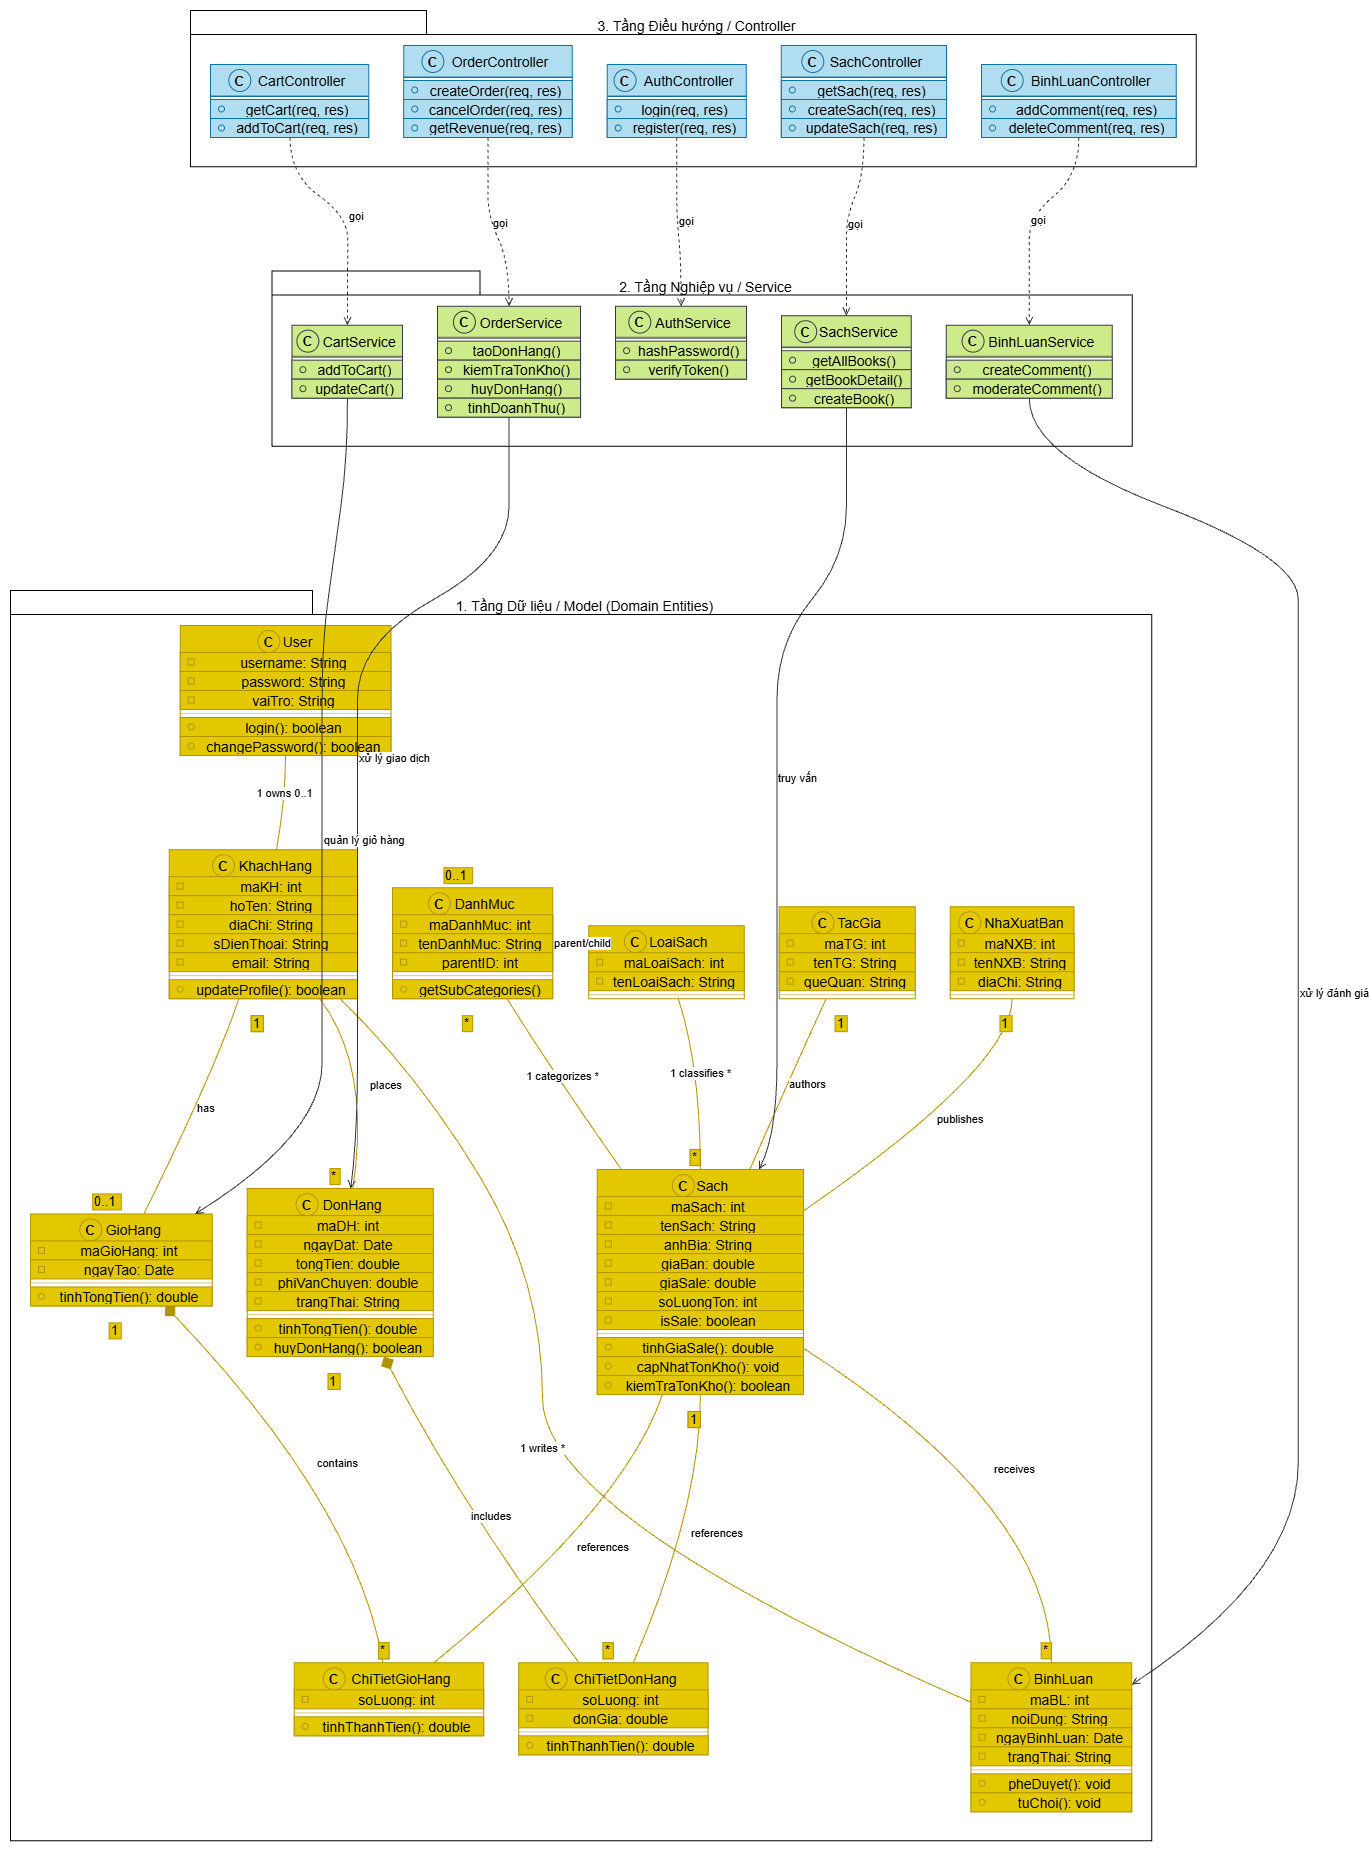 3. Tầng Điều hướng / Controller
C CartController
getCart(req, res)
addToCart(req, res)
C OrderController
createOrder(req, res)
cancelOrder(req, res)
getRevenue(req, res)
C AuthController
login(req, res)
register(req, res)
C SachController
getSach(req, res)
createSach(req, res)
updateSach(req, res)
C BinhLuanController
addComment(req, res)
deleteComment(req, res)
gọi
gọi
gọi
gọi
gọi
2. Tầng Nghiệp vụ / Service
C CartService
addToCart()
updateCart()
C OrderService
taoDonHang()
kiemTraTonKho()
huyDonHang()
tinhDoanhThu()
C AuthService
hashPassword()
verifyToken()
C SachService
getAllBooks()
getBookDetail()
createBook()
C BinhLuanService
createComment()
moderateComment()
1. Tầng Dữ liệu / Model (Domain Entities)
C User
username: String
password: String
vaiTro: String
login(): boolean
changePassword(): boolean
xử lý giao dịch
truy vấn
1 owns 0..1
quản lý giỏ hàng
C KhachHang
maKH: int
hoTen: String
diaChi: String
sDienThoai: String
email: String
updateProfile(): boolean
0..1
C DanhMuc
maDanhMuc: int
tenDanhMuc: String
parentID: int
getSubCategories()
parent/child
C LoaiSach
maLoaiSach: int
tenLoaiSach: String
C TacGia
maTG: int
tenTG: String
queQuan: String
C NhaXuatBan
maNXB: int
tenNXB: String
diaChi: String
xử lý đánh giá
1
*
1
1
1 categorizes *
1 classifies *
authors
places
has
publishes
*
*
0..1
C GioHang
maGioHang: int
ngayTao: Date
tinhTongTien(): double
1
C DonHang
maDH: int
ngayDat: Date
tongTien: double
phiVanChuyen: double
trangThai: String
tinhTongTien(): double
huyDonHang(): boolean
1
C Sach
maSach: int
tenSach: String
anhBia: String
giaBan: double
giaSale: double
soLuongTon: int
isSale: boolean
tinhGiaSale(): double
capNhatTonKho(): void
kiemTraTonKho(): boolean
1
1 writes *
contains
receives
includes
references
references
*
*
*
C ChiTietGioHang
soLuong: int
tinhThanhTien(): double
C ChiTietDonHang
soLuong: int
donGia: double
tinhThanhTien(): double
C BinhLuan
maBL: int
noiDung: String
ngayBinhLuan: Date
trangThai: String
pheDuyet(): void
tuChoi(): void